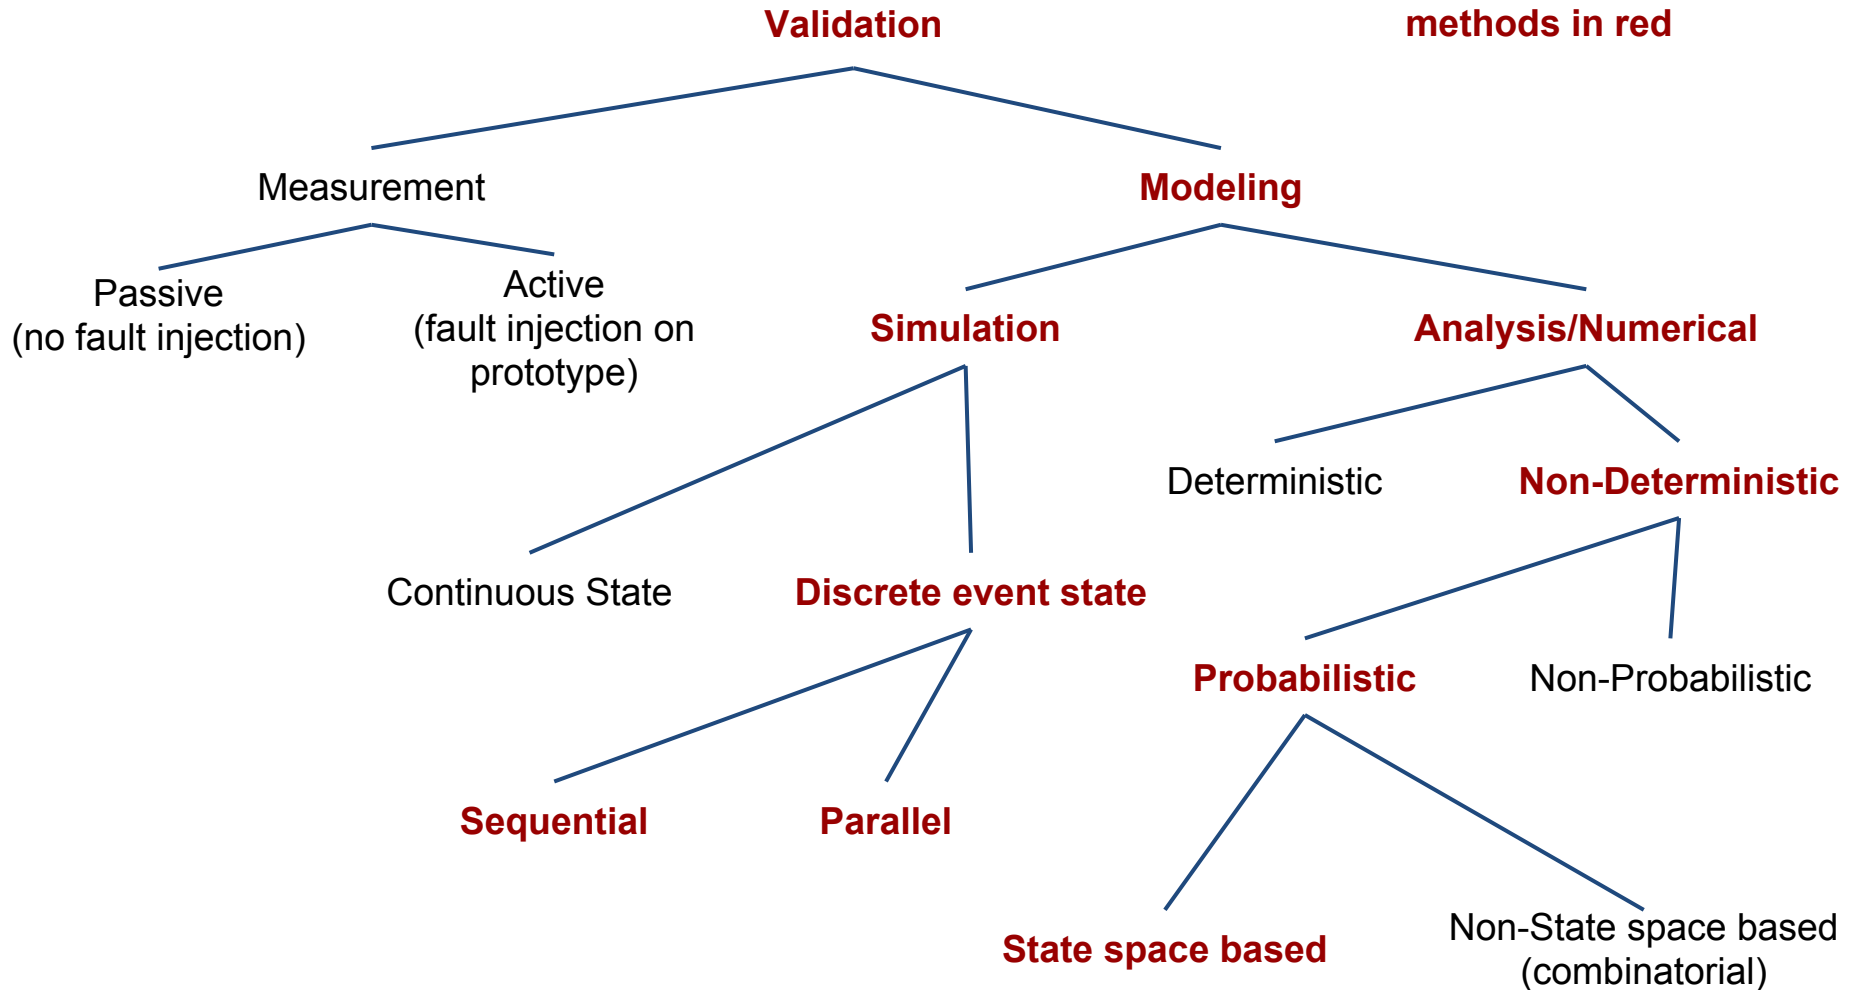 Validation
methods in red
Measurement
Modeling
Passive
(no fault injection)
Active
(fault injection on
prototype)
Simulation
Analysis/Numerical
Deterministic
Non-Deterministic
Continuous State
Discrete event state
Probabilistic
Non-Probabilistic
Sequential
Parallel
State space based
Non-State space based
(combinatorial)